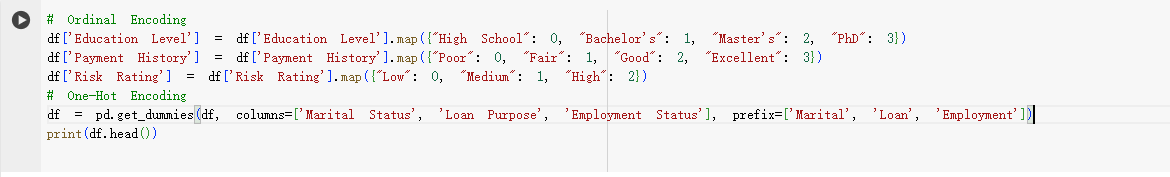 # Ordinal Encoding
df['Education Level'] = df['Education Level'].map({"High School": 0, "Bachelor's": 1, "Master's": 2, "PhD": 3})
df['Payment History'] = df['Payment History'].map({"Poor": 0, "Fair": 1, "Good": 2, "Excellent": 3})
df['Risk Rating'] = df['Risk Rating'].map({"Low": 0, "Medium": 1, "High": 2})
# One-Hot Encoding
df = pd.get_dummies(df, columns=['Marital Status', 'Loan Purpose', 'Employment Status'], prefix=['Marital', 'Loan', 'Employment'])
print(df.head())